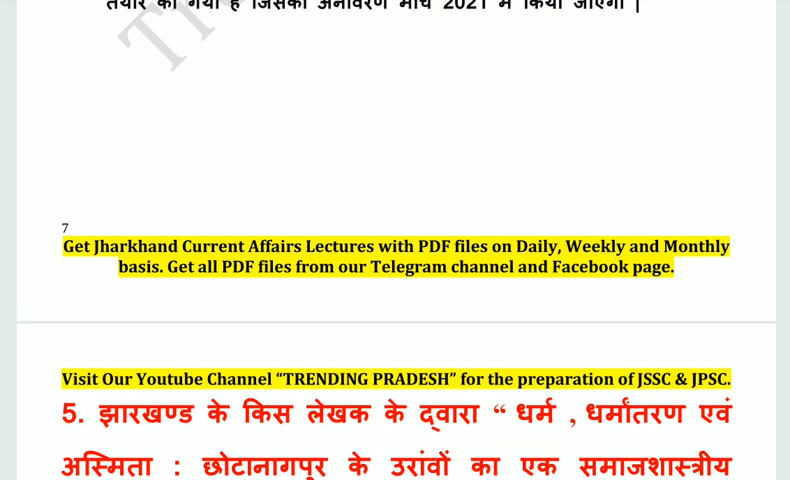 तैयार की गयी है जिसका अनावरण मार्च 2021 में किया जाएगा |
7
Get Jharkhand Current Affairs Lectures with PDF files on Daily, Weekly and Monthly
basis. Get all PDF files from our Telegram channel and Facebook page.
Visit Our Youtube Channel “TRENDING PRADESH” for the preparation of JSSC & JPSC.
5. झारखण्ड के किस लेखक के द्वारा “ धर्म , धर्मांतरण एवं
अस्मिता : छोटानागपुर के उरांवों का एक समाजशास्त्रीय